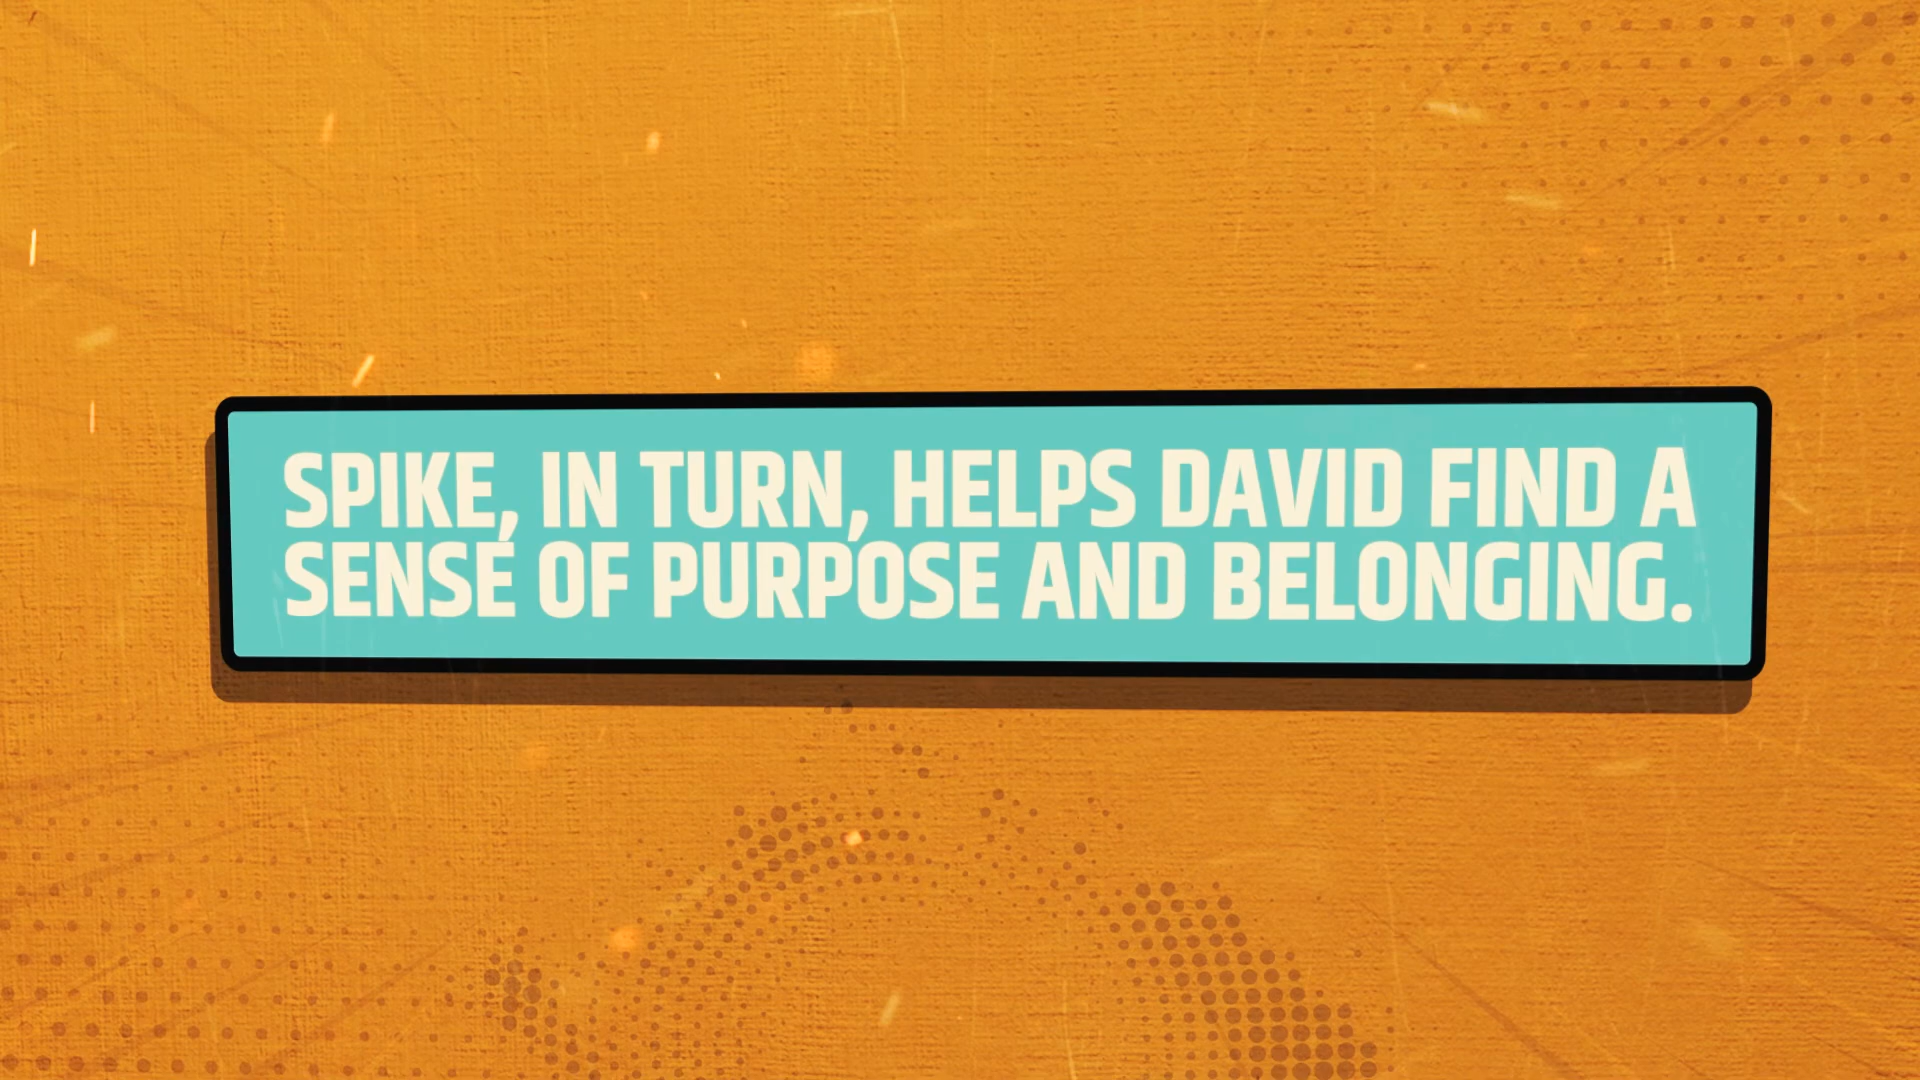 SPIKE, IN TURN, HELPS DAVID FIND A
SENSE OF PURPOSE AND BELONGING.